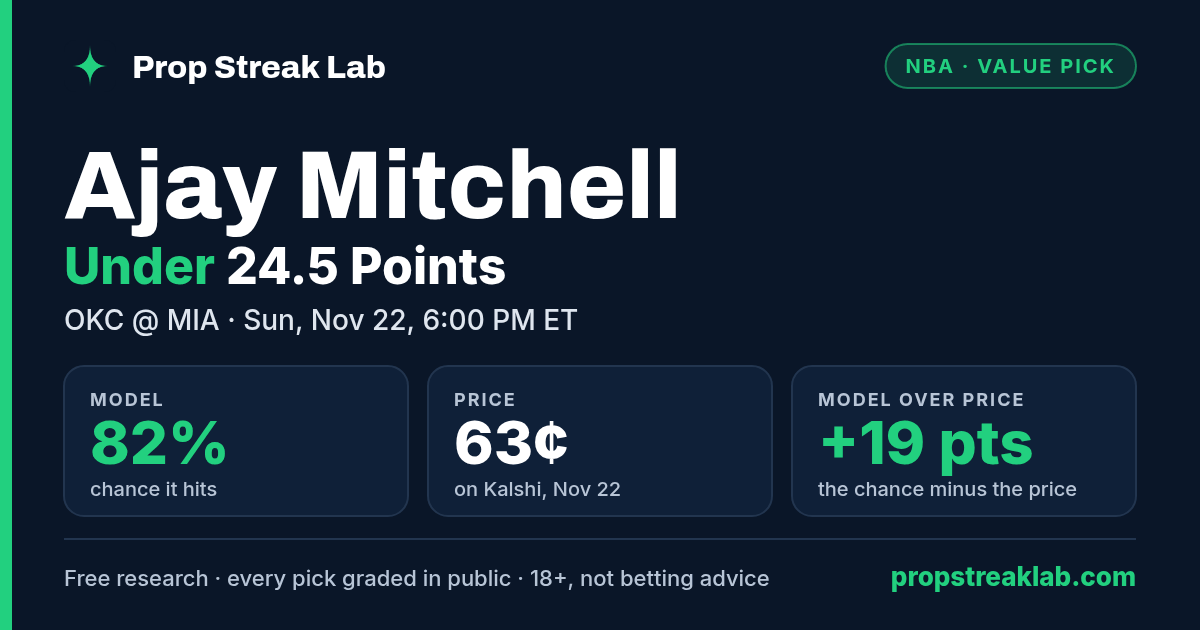 Prop Streak Lab
NBA · VALUE PICK
Ajay Mitchell
Under 24.5 Points
OKC @ MIA · Sun, Nov 22, 6:00 PM ET
MODEL
82%
chance it hits
PRICE
63¢
on Kalshi, Nov 22
MODEL OVER PRICE
+19 pts
the chance minus the price
Free research · every pick graded in public · 18+, not betting advice
propstreaklab.com